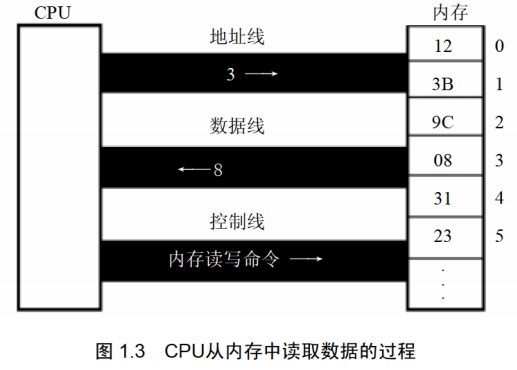 CPU
内存
地址线
12 0
3 →
3B 1
数据线
9C 2
←8
08 3
31 4
控制线
23 5
内存读写命令 →
图 1.3 CPU从内存中读取数据的过程